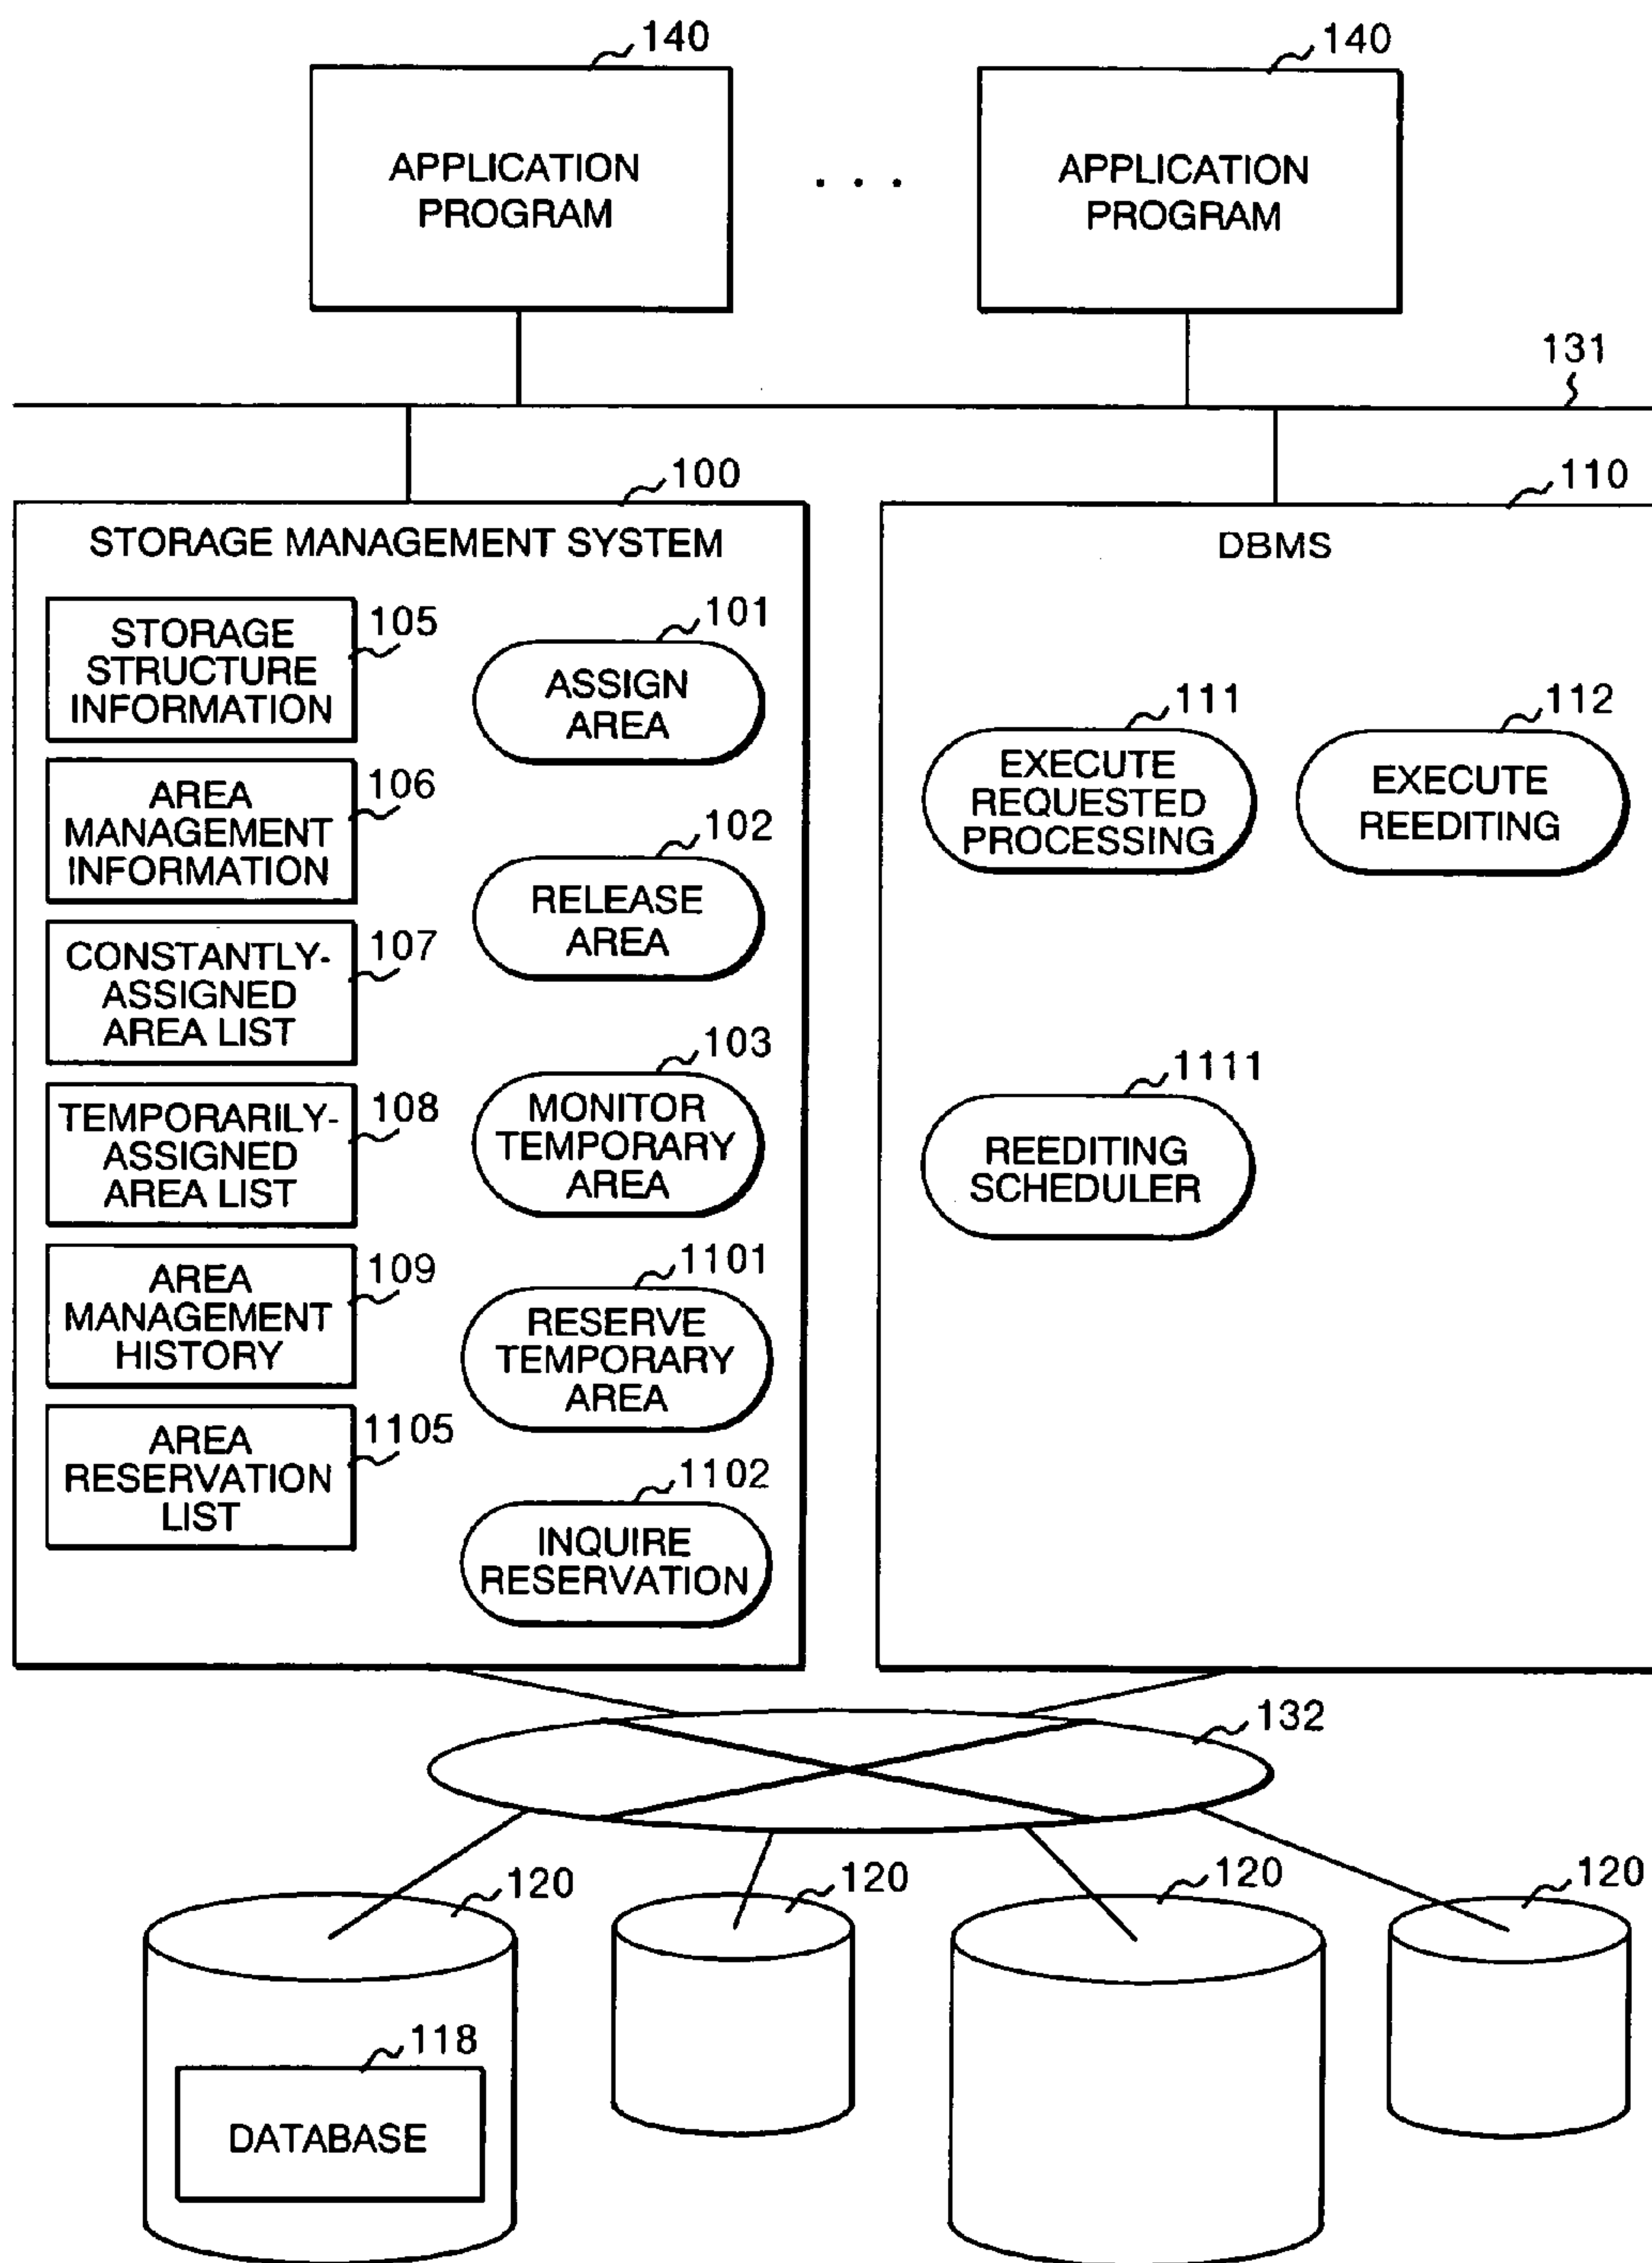 140
140
APPLICATION
PROGRAM
. . .
APPLICATION
PROGRAM
131
100
110
STORAGE MANAGEMENT SYSTEM
105
STORAGE
STRUCTURE
INFORMATION
106
AREA
MANAGEMENT
INFORMATION
107
CONSTANTLY-
ASSIGNED
AREA LIST
108
TEMPORARILY-
ASSIGNED
AREA LIST
109
AREA
MANAGEMENT
HISTORY
1105
AREA
RESERVATION
LIST
101
ASSIGN
AREA
102
RELEASE
AREA
103
MONITOR
TEMPORARY
AREA
1101
RESERVE
TEMPORARY
AREA
1102
INQUIRE
RESERVATION
DBMS
111
EXECUTE
REQUESTED
PROCESSING
112
EXECUTE
REEDITING
1111
REEDITING
SCHEDULER
132
120
120
120
120
118
DATABASE